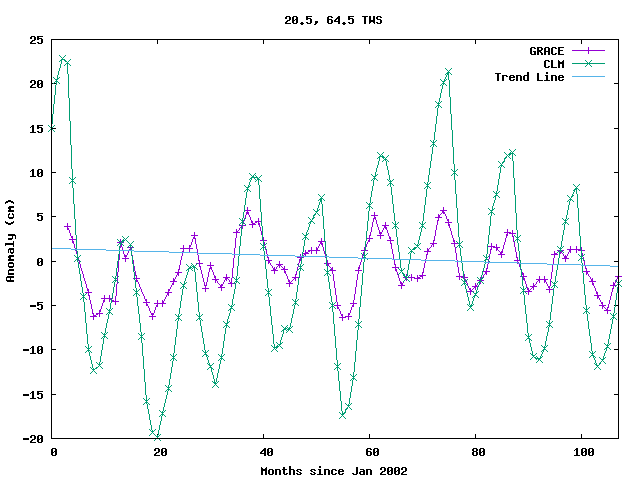 20.5, 64.5 TWS
GRACE
CLM
Trend Line
Anomaly (cm)
25
20
15
10
5
0
-5
-10
-15
-20
0 20 40 60 80 100
Months since Jan 2002